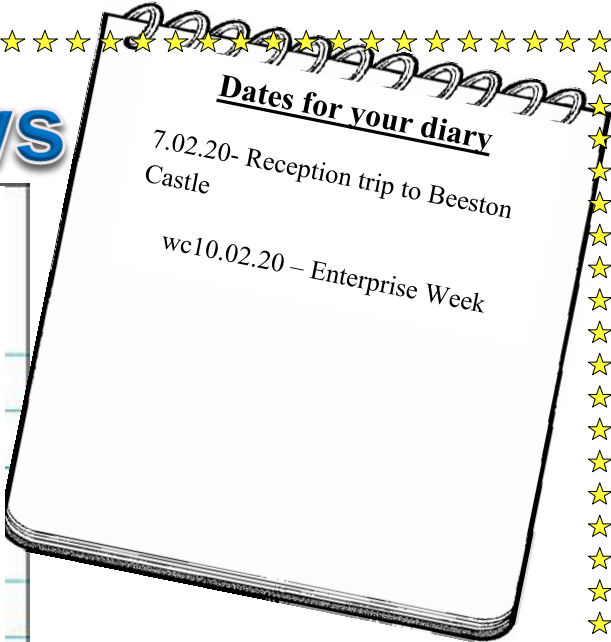 Dates for your diary
7.02.20- Reception trip to Beeston
Castle
wc10.02.20 – Enterprise Week